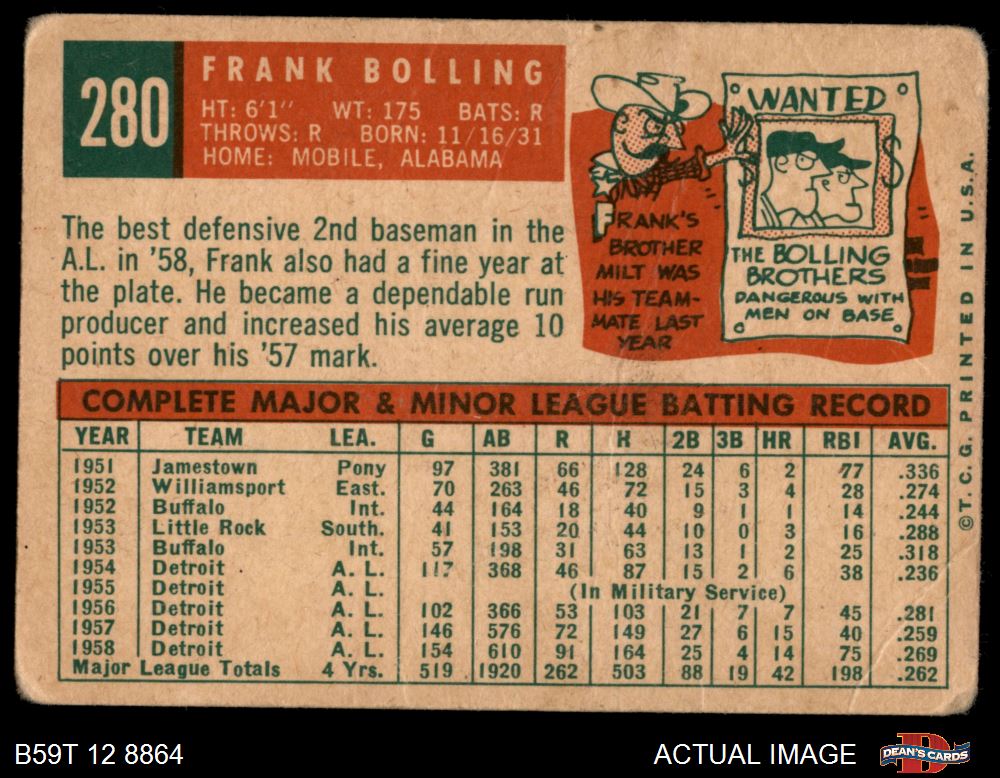 280
FRANK BOLLING
HT: 6'1" WT: 175 BATS: R
THROWS: R BORN: 11/16/31
HOME: MOBILE, ALABAMA
The best defensive 2nd baseman in the
A.L. in '58, Frank also had a fine year at
the plate. He became a dependable run
producer and increased his average 10
points over his '57 mark.
FRANK'S
BROTHER
MILT WAS
HIS TEAM-
MATE LAST
YEAR
WANTED
$ $
THE BOLLING
BROTHERS
DANGEROUS WITH
MEN ON BASE
COMPLETE MAJOR & MINOR LEAGUE BATTING RECORD
YEAR TEAM LEA. G AB R H 2B 3B HR RBI AVG.
1951 Jamestown Pony 97 381 66 128 24 6 2 77 .336
1952 Williamsport East. 70 263 46 72 15 3 4 28 .274
1952 Buffalo Int. 44 164 18 40 9 1 1 14 .244
1953 Little Rock South. 41 153 20 44 10 0 3 16 .288
1953 Buffalo Int. 57 198 31 63 13 1 2 25 .318
1954 Detroit A. L. 117 368 46 87 15 2 6 38 .236
1955 Detroit A. L. (In Military Service)
1956 Detroit A. L. 102 366 53 103 21 7 7 45 .281
1957 Detroit A. L. 146 576 72 149 27 6 15 40 .259
1958 Detroit A. L. 154 610 91 164 25 4 14 75 .269
Major League Totals 4 Yrs. 519 1920 262 503 88 19 42 198 .262
©T. C. G. PRINTED IN U.S.A.
B59T 12 8864
ACTUAL IMAGE
D
DEAN'S CARDS